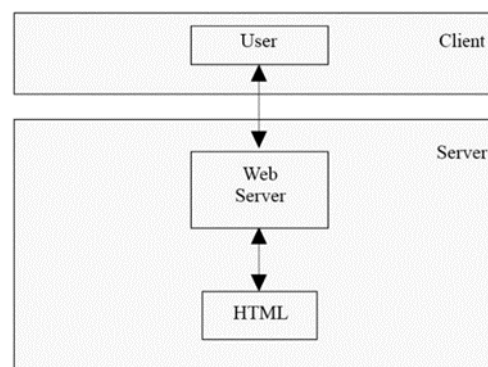 User
Client
Server
Web
Server
HTML